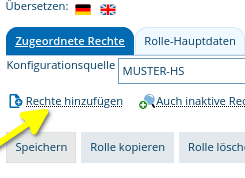 Übersetzen:
Zugeordnete Rechte Rolle-Hauptdaten
Konfigurationsquelle MUSTER-HS
Rechte hinzufügen Auch inaktive Rec
Speichern Rolle kopieren Rolle lösche